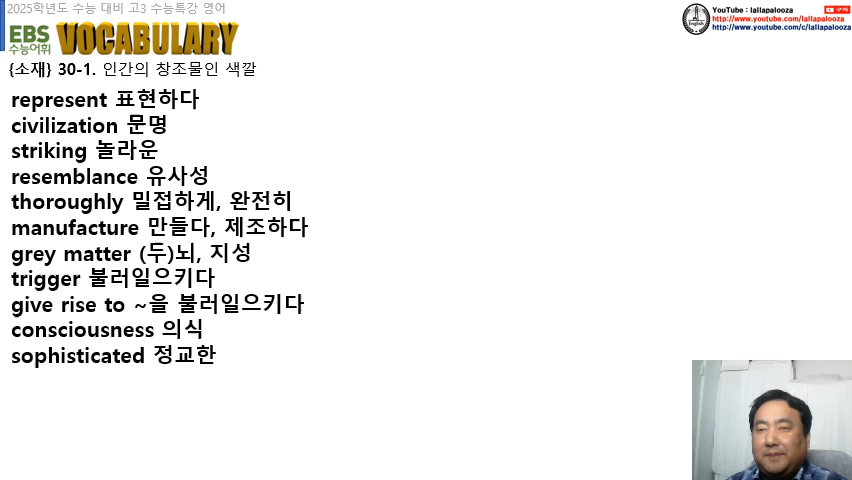 2025학년도 수능 대비 고3 수능특강 영어
EBS
수능어휘
VOCABULARY
{소재} 30-1. 인간의 창조물인 색깔
represent 표현하다
civilization 문명
striking 놀라운
resemblance 유사성
thoroughly 밀접하게, 완전히
manufacture 만들다, 제조하다
grey matter (두)뇌, 지성
trigger 불러일으키다
give rise to ~을 불러일으키다
consciousness 의식
sophisticated 정교한
English
YouTube : lallapalooza
구독
http://www.youtube.com/lallapalooza
http://www.youtube.com/c/lallapalooza